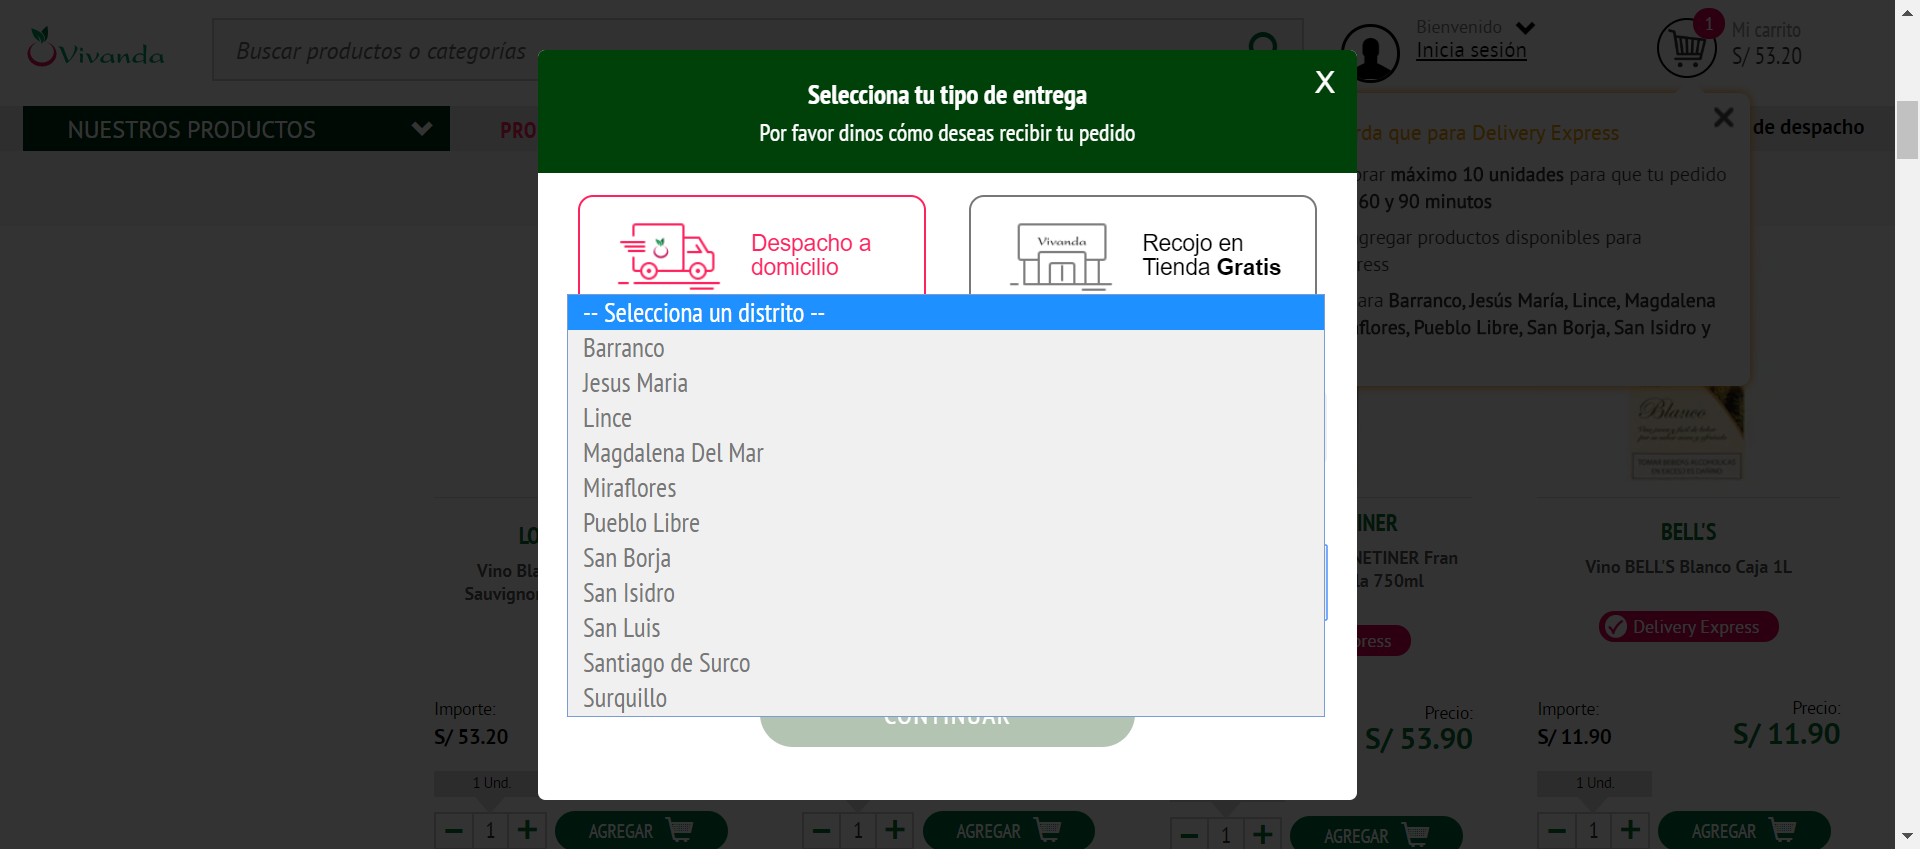 Vivanda
Buscar productos o categorías
Bienvenido
Inicia sesión
1
Mi carrito
S/ 53.20
NUESTROS PRODUCTOS
PRO
de despacho
Selecciona tu tipo de entrega
X
Por favor dinos cómo deseas recibir tu pedido
rda que para Delivery Express
rar máximo 10 unidades para que tu pedido
60 y 90 minutos
gregar productos disponibles para
ress
ara Barranco, Jesús María, Lince, Magdalena
flores, Pueblo Libre, San Borja, San Isidro y
Despacho a
domicilio
Vivanda
Recojo en
Tienda Gratis
-- Selecciona un distrito --
Barranco
Jesus Maria
Lince
Magdalena Del Mar
Miraflores
Pueblo Libre
San Borja
San Isidro
San Luis
Santiago de Surco
Surquillo
CONTINUAR
Blanco
LO
Vino Bla
Sauvignon
Importe:
S/ 53.20
1 Und.
1
AGREGAR
1
AGREGAR
INER
NETINER Fran
la 750ml
ress
Precio:
S/ 53.90
1
AGREGAR
BELL'S
Vino BELL'S Blanco Caja 1L
Delivery Express
Importe:
S/ 11.90
Precio:
S/ 11.90
1 Und.
1
AGREGAR